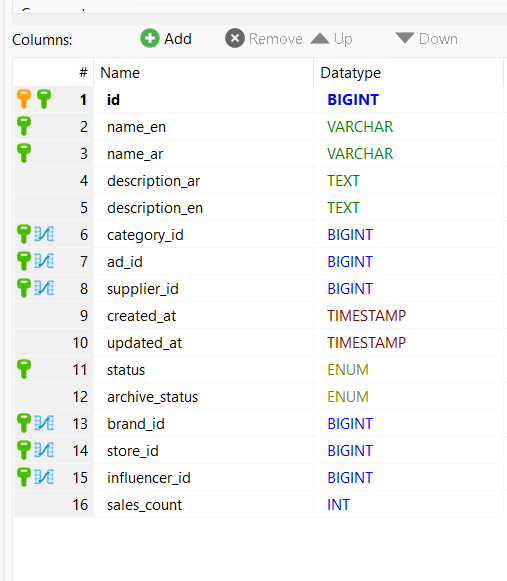 Columns: Add Remove Up Down
# Name Datatype
1 id BIGINT
2 name_en VARCHAR
3 name_ar VARCHAR
4 description_ar TEXT
5 description_en TEXT
6 category_id BIGINT
7 ad_id BIGINT
8 supplier_id BIGINT
9 created_at TIMESTAMP
10 updated_at TIMESTAMP
11 status ENUM
12 archive_status ENUM
13 brand_id BIGINT
14 store_id BIGINT
15 influencer_id BIGINT
16 sales_count INT